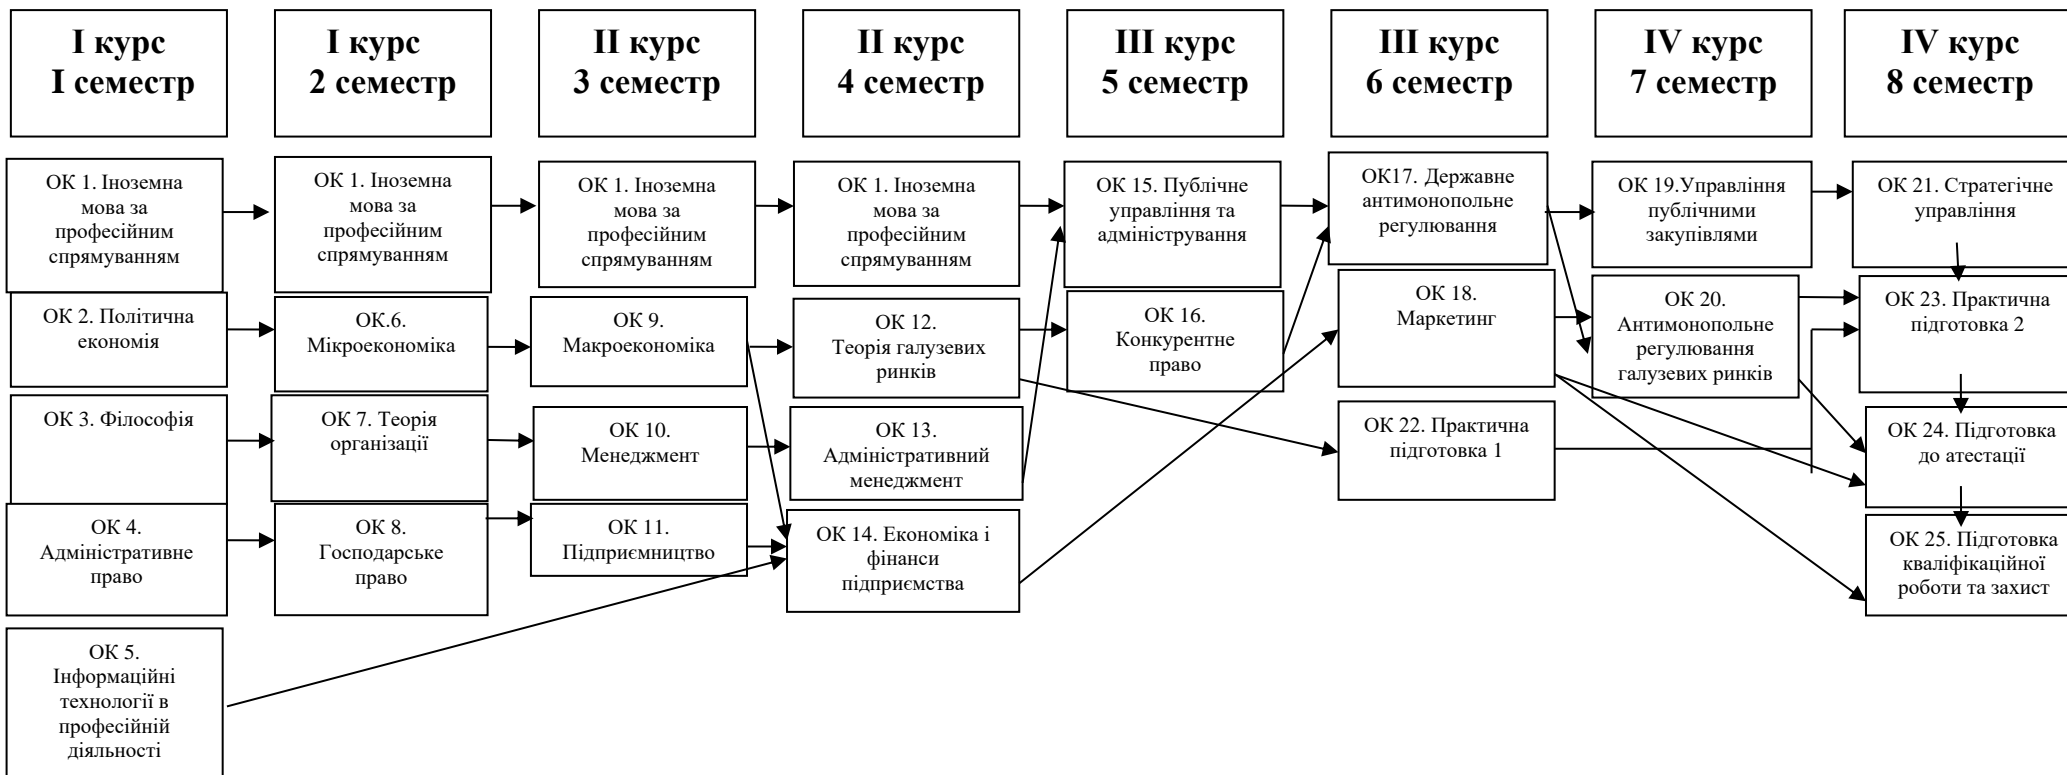 I курс
I семестр
I курс
2 семестр
II курс
3 семестр
II курс
4 семестр
III курс
5 семестр
III курс
6 семестр
IV курс
7 семестр
IV курс
8 семестр
ОК 1. Іноземна
мова за
професійним
спрямуванням
ОК 2. Політична
економія
ОК 3. Філософія
ОК 4.
Адміністративне
право
ОК 5.
Інформаційні
технології в
професійній
діяльності
ОК 1. Іноземна
мова за
професійним
спрямуванням
ОК.6.
Мікроекономіка
ОК 7. Теорія
організації
ОК 8.
Господарське
право
ОК 1. Іноземна
мова за
професійним
спрямуванням
ОК 9.
Макроекономіка
ОК 10.
Менеджмент
ОК 11.
Підприємництво
ОК 1. Іноземна
мова за
професійним
спрямуванням
ОК 12.
Теорія галузевих
ринків
ОК 13.
Адміністративний
менеджмент
ОК 14. Економіка і
фінанси
підприємства
ОК 15. Публічне
управління та
адміністрування
ОК 16.
Конкурентне
право
ОК17. Державне
антимонопольне
регулювання
ОК 18.
Маркетинг
ОК 22. Практична
підготовка 1
ОК 19.Управління
публічними
закупівлями
ОК 20.
Антимонопольне
регулювання
галузевих ринків
ОК 21. Стратегічне
управління
ОК 23. Практична
підготовка 2
ОК 24. Підготовка
до атестації
ОК 25. Підготовка
кваліфікаційної
роботи та захист